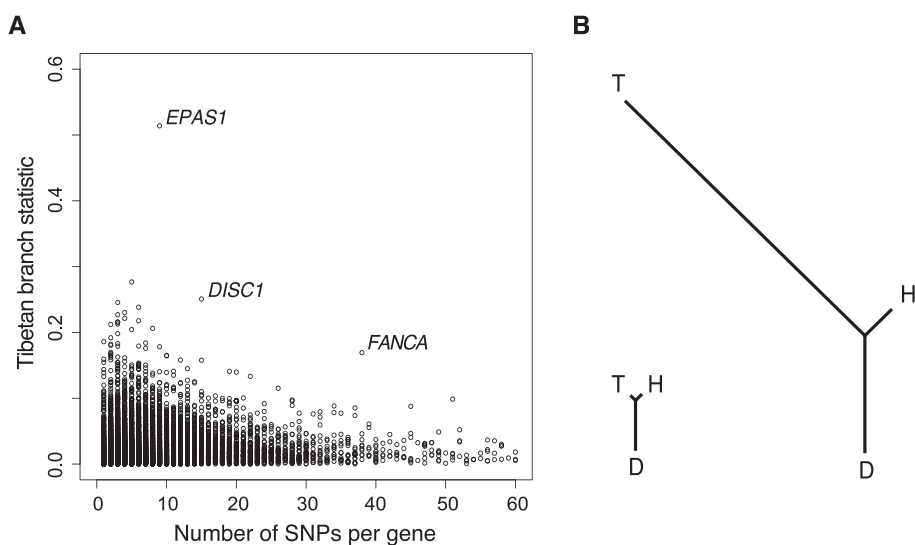 A
B
0.6
0.4
0.2
0.0
Tibetan branch statistic
EPAS1
DISC1
FANCA
0 10 20 30 40 50 60
Number of SNPs per gene
T
H
D
T H
D